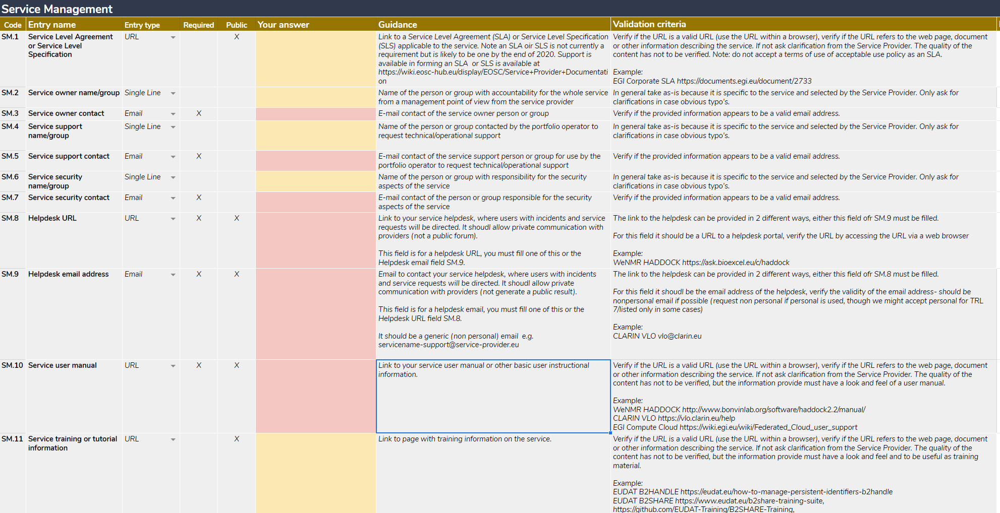 Service Management
Code Entry name Entry type Required Public Your answer Guidance Validation criteria
SM.1
Service Level Agreement
or Service Level
Specification
URL
X
Link to a Service Level Agreement (SLA) or Service Level Specification
(SLS) applicable to the service. Note an SLA oir SLS is not currently a
requirement but is likely to be one by the end of 2020. Support is
available in forming an SLA or SLS is available at
https://wiki.eosc-hub.eu/display/EOSC/Service+Provider+Documentati
on
Verify if the URL is a valid URL (use the URL within a browser), verify if the URL refers to the web page, document
or other information describing the service. If not ask clarification from the Service Provider. The quality of the
content has not to be verified. Note: do not accept a terms of use of acceptable use policy as an SLA.
Example:
EGI Corporate SLA https://documents.egi.eu/document/2733
SM.2
Service owner name/group
Single Line
Name of the person or group with accountability for the whole service
from a management point of view from the service provider
In general take as-is because it is specific to the service and selected by the Service Provider. Only ask for
clarifications in case obvious typo's.
SM.3
Service owner contact
Email
X
E-mail contact of the service owner person or group
Verify if the provided information appears to be a valid email address.
SM.4
Service support
name/group
Single Line
Name of the person or group contacted by the portfolio operator to
request technical/operational support
In general take as-is because it is specific to the service and selected by the Service Provider. Only ask for
clarifications in case obvious typo's.
SM.5
Service support contact
Email
X
E-mail contact of the service support person or group for use by the
portfolio operator to request technical/operational support
Verify if the provided information appears to be a valid email address.
SM.6
Service security
name/group
Single Line
Name of the person or group with responsibility for the security
aspects of the service
In general take as-is because it is specific to the service and selected by the Service Provider. Only ask for
clarifications in case obvious typo's.
SM.7
Service security contact
Email
X
E-mail contact of the person or group responsible for the security
aspects of the service
Verify if the provided information appears to be a valid email address.
SM.8
Helpdesk URL
URL
X
X
Link to your service helpdesk, where users with incidents and service
requests will be directed. It shoudl allow private communication with
providers (not a public forum).
This field is for a helpdesk URL, you must fill one of this or the
Helpdesk email field SM.9.
The link to the helpdesk can be provided in 2 different ways, either this field ofr SM.9 must be filled.
For this field it should be a URL to a helpdesk portal, verify the URL by accessing the URL via a web browser
Example:
WeNMR HADDOCK https://ask.bioexcel.eu/c/haddock
SM.9
Helpdesk email address
Email
X
X
Email to contact your service helpdesk, where users with incidents
and service requests will be directed. It shoudl allow private
communication with providers (not generate a public result).
This field is for a helpdesk email, you must fill one of this or the
Helpdesk URL field SM.8.
It should be a generic (non personal) email e.g.
servicename-support@service-provider.eu
The link to the helpdesk can be provided in 2 different ways, either this field ofr SM.8 must be filled.
For this field it shoudl be the email address of the helpdesk, verify the validity of the email address- should be
nonpersonal email if possible (request non personal if personal is used, though we might accept personal for TRL
7/listed only in some cases)
Example:
CLARIN VLO vlo@clarin.eu
SM.10
Service user manual
URL
X
X
Link to your service user manual or other basic user instructional
information.
Verify if the URL is a valid URL (use the URL within a browser), verify if the URL refers to the web page, document
or other information describing the service. If not ask clarification from the Service Provider. The quality of the
content has not to be verified, but the information provide must have a look and feel of a user manual.
Example:
WeNMR HADDOCK http://www.bonvinlab.org/software/haddock2.2/manual/
CLARIN VLO https://vlo.clarin.eu/help
EGI Compute Cloud https://wiki.egi.eu/wiki/Federated_Cloud_user_support
SM.11
Service training or tutorial
information
URL
X
Link to page with training information on the service.
Verify if the URL is a valid URL (use the URL within a browser), verify if the URL refers to the web page, document
or other information describing the service. If not ask clarification from the Service Provider. The quality of the
content has not to be verified, but the information provide must have a look and feel and to be useful as training
material.
Example:
EUDAT B2HANDLE https://eudat.eu/how-to-manage-persistent-identifiers-b2handle
EUDAT B2SHARE https://www.eudat.eu/b2share-training-suite,
https://github.com/EUDAT-Training/B2SHARE-Training,